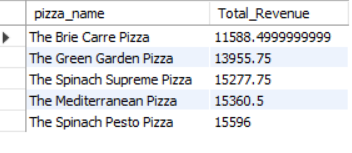 pizza_name Total_Revenue
The Brie Carre Pizza 11588.4999999999
The Green Garden Pizza 13955.75
The Spinach Supreme Pizza 15277.75
The Mediterranean Pizza 15360.5
The Spinach Pesto Pizza 15596